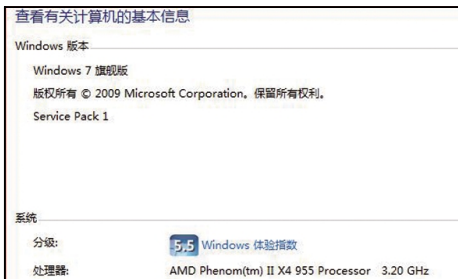 查看有关计算机的基本信息
Windows 版本
Windows 7 旗舰版
版权所有 © 2009 Microsoft Corporation。保留所有权利。
Service Pack 1
系统
分级: 5.5 Windows 体验指数
处理器: AMD Phenom(tm) II X4 955 Processor 3.20 GHz